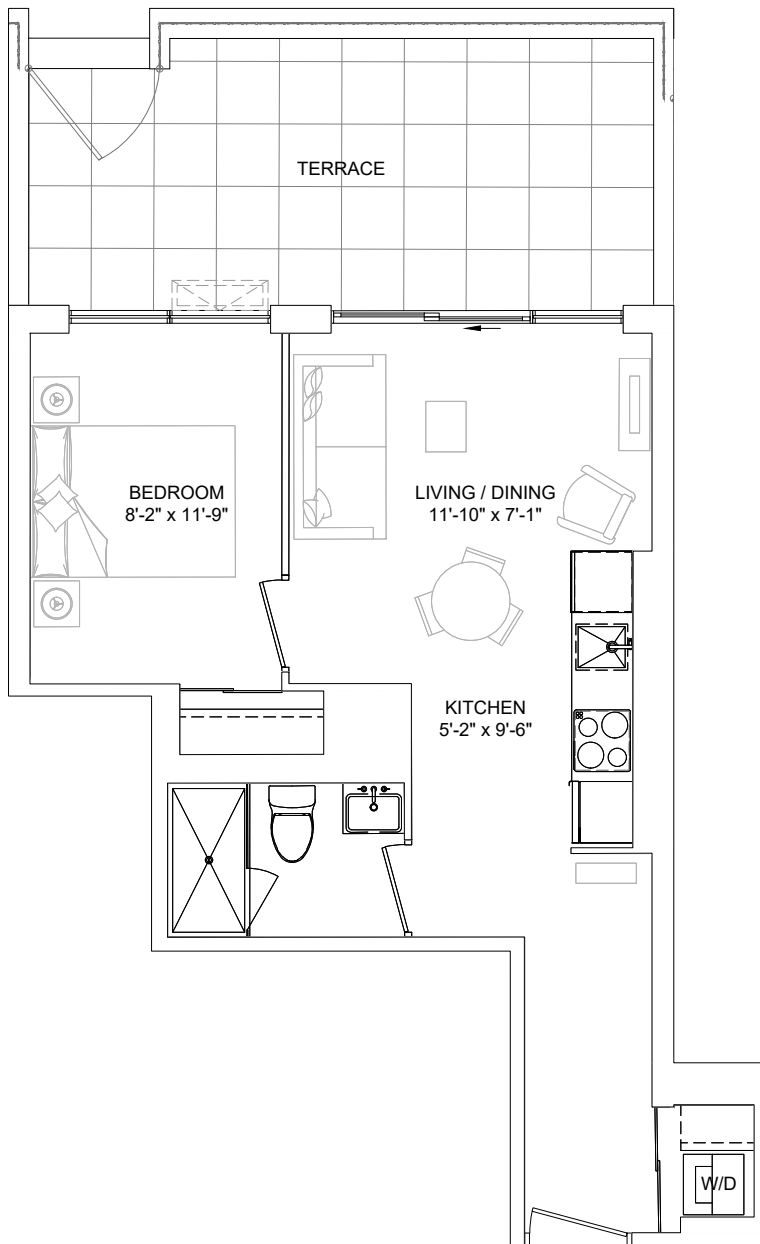 TERRACE
BEDROOM
8'-2" x 11'-9"
LIVING / DINING
11'-10" x 7'-1"
KITCHEN
5'-2" x 9'-6"
W/D